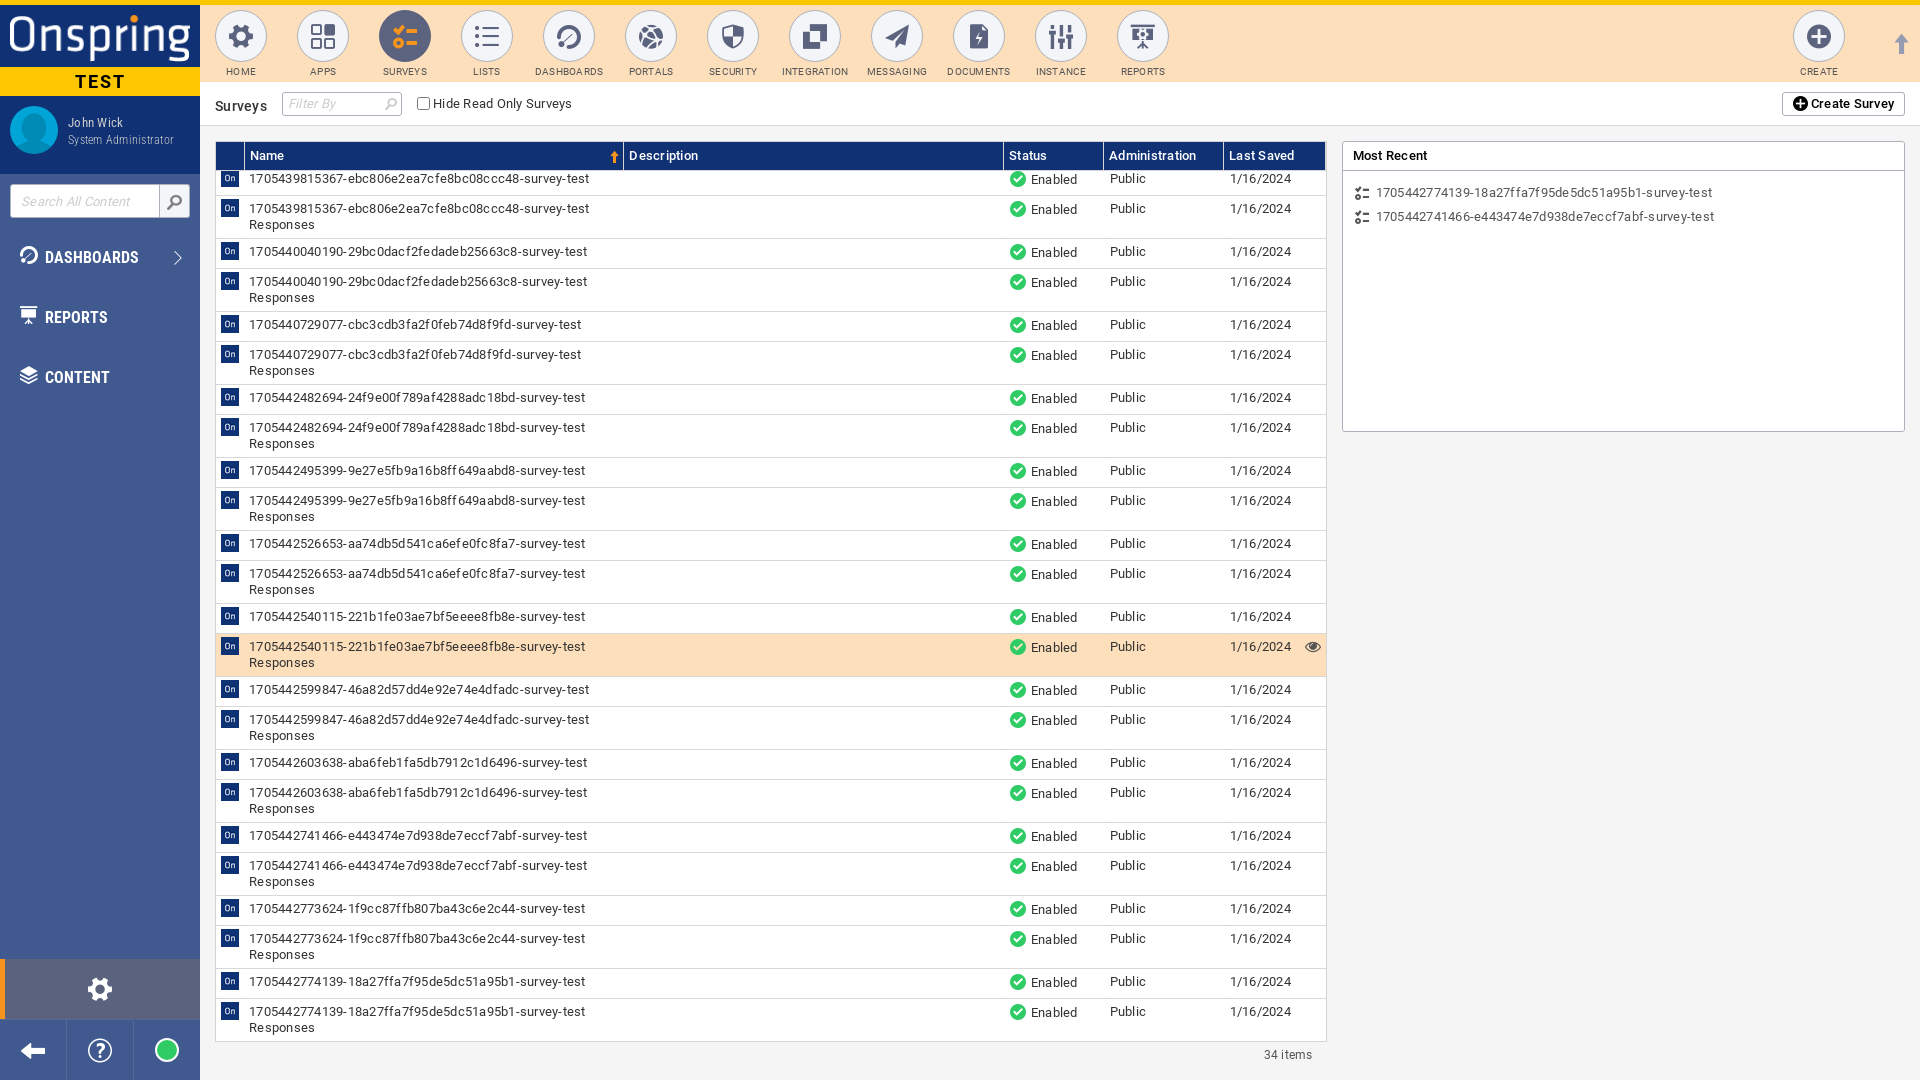 Onspring
TEST
John Wick
System Administrator
Search All Content
DASHBOARDS
REPORTS
CONTENT
HOME
APPS
SURVEYS
LISTS
DASHBOARDS
PORTALS
SECURITY
INTEGRATION
MESSAGING
DOCUMENTS
INSTANCE
REPORTS
CREATE
Surveys
Filter By
Hide Read Only Surveys
Create Survey
Name Description Status Administration Last Saved
On 1705439815367-ebc806e2ea7cfe8bc08ccc48-survey-test Enabled Public 1/16/2024
On 1705439815367-ebc806e2ea7cfe8bc08ccc48-survey-test Enabled Public 1/16/2024
Responses
On 1705440040190-29bc0dacf2fedadeb25663c8-survey-test Enabled Public 1/16/2024
On 1705440040190-29bc0dacf2fedadeb25663c8-survey-test Enabled Public 1/16/2024
Responses
On 1705440729077-cbc3cdb3fa2f0feb74d8f9fd-survey-test Enabled Public 1/16/2024
On 1705440729077-cbc3cdb3fa2f0feb74d8f9fd-survey-test Enabled Public 1/16/2024
Responses
On 1705442482694-24f9e00f789af4288adc18bd-survey-test Enabled Public 1/16/2024
On 1705442482694-24f9e00f789af4288adc18bd-survey-test Enabled Public 1/16/2024
Responses
On 1705442495399-9e27e5fb9a16b8ff649aabd8-survey-test Enabled Public 1/16/2024
On 1705442495399-9e27e5fb9a16b8ff649aabd8-survey-test Enabled Public 1/16/2024
Responses
On 1705442526653-aa74db5d541ca6efe0fc8fa7-survey-test Enabled Public 1/16/2024
On 1705442526653-aa74db5d541ca6efe0fc8fa7-survey-test Enabled Public 1/16/2024
Responses
On 1705442540115-221b1fe03ae7bf5eeee8fb8e-survey-test Enabled Public 1/16/2024
On 1705442540115-221b1fe03ae7bf5eeee8fb8e-survey-test Enabled Public 1/16/2024
Responses
On 1705442599847-46a82d57dd4e92e74e4dfadc-survey-test Enabled Public 1/16/2024
On 1705442599847-46a82d57dd4e92e74e4dfadc-survey-test Enabled Public 1/16/2024
Responses
On 1705442603638-aba6feb1fa5db7912c1d6496-survey-test Enabled Public 1/16/2024
On 1705442603638-aba6feb1fa5db7912c1d6496-survey-test Enabled Public 1/16/2024
Responses
On 1705442741466-e443474e7d938de7eccf7abf-survey-test Enabled Public 1/16/2024
On 1705442741466-e443474e7d938de7eccf7abf-survey-test Enabled Public 1/16/2024
Responses
On 1705442773624-1f9cc87ffb807ba43c6e2c44-survey-test Enabled Public 1/16/2024
On 1705442773624-1f9cc87ffb807ba43c6e2c44-survey-test Enabled Public 1/16/2024
Responses
On 1705442774139-18a27ffa7f95de5dc51a95b1-survey-test Enabled Public 1/16/2024
On 1705442774139-18a27ffa7f95de5dc51a95b1-survey-test Enabled Public 1/16/2024
Responses
34 items
Most Recent
1705442774139-18a27ffa7f95de5dc51a95b1-survey-test
1705442741466-e443474e7d938de7eccf7abf-survey-test